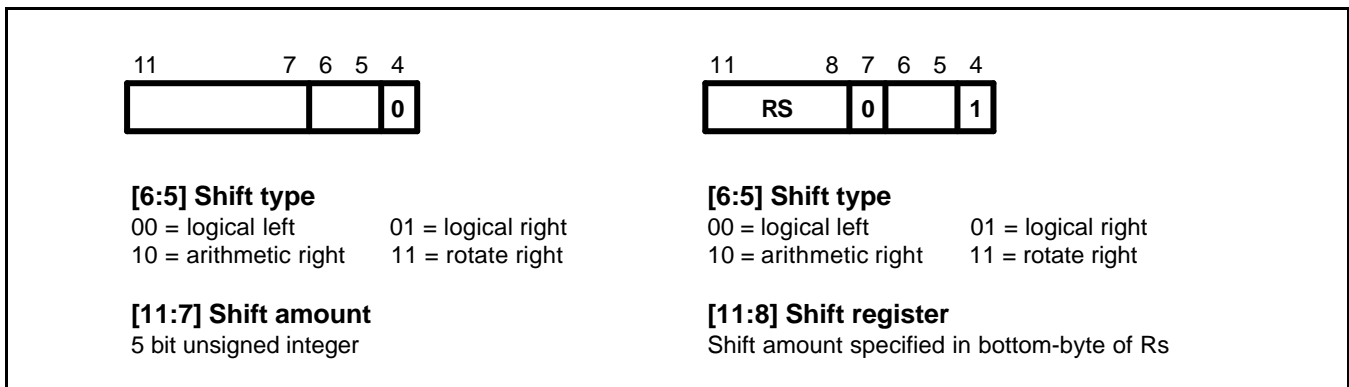 11 7 6 5 4
0
[6:5] Shift type
00 = logical left 01 = logical right
10 = arithmetic right 11 = rotate right
[11:7] Shift amount
5 bit unsigned integer
11 8 7 6 5 4
RS 0 1
[6:5] Shift type
00 = logical left 01 = logical right
10 = arithmetic right 11 = rotate right
[11:8] Shift register
Shift amount specified in bottom-byte of Rs